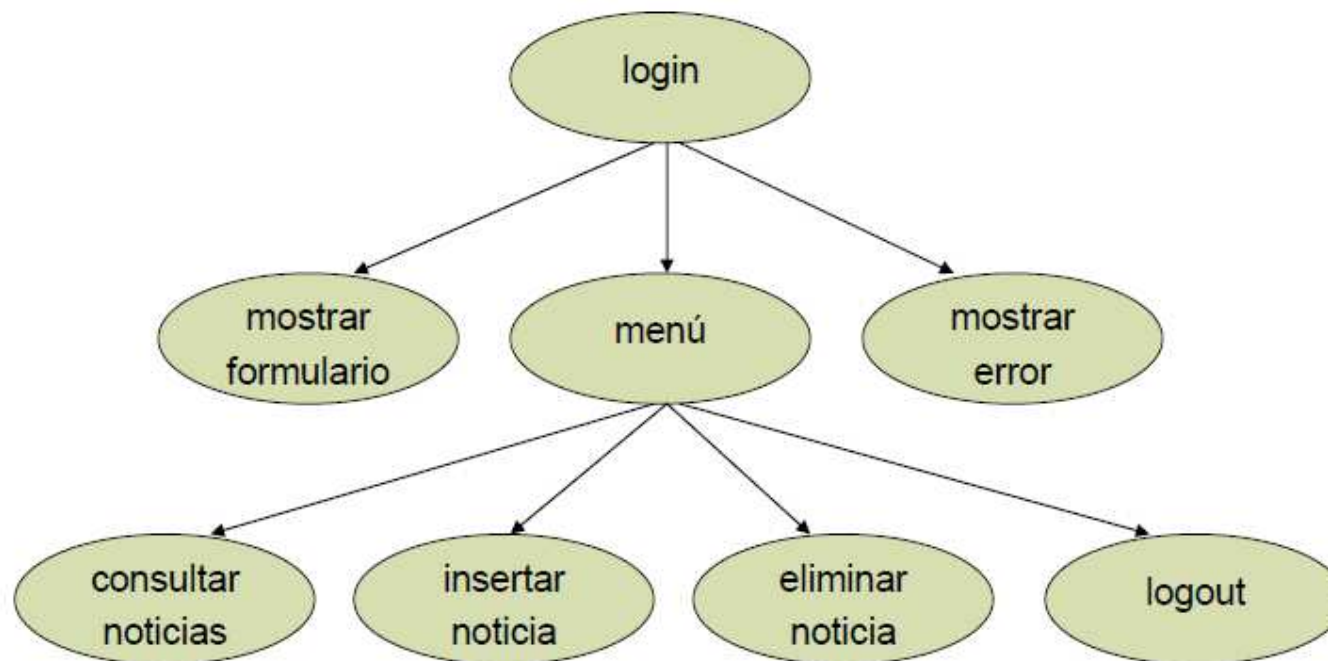 login
mostrar
formulario
menú
mostrar
error
consultar
noticias
insertar
noticia
eliminar
noticia
logout